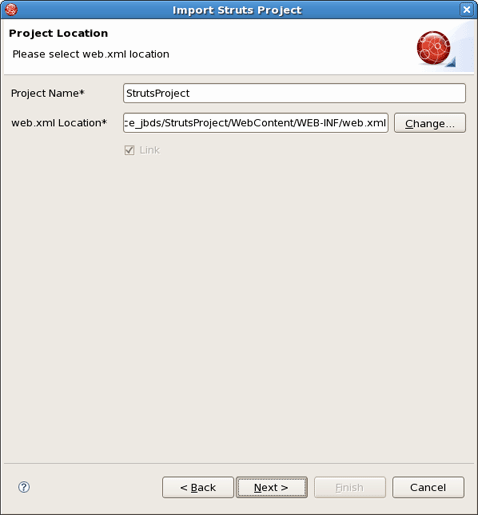 Import Struts Project
Project Location
Please select web.xml location
Project Name* StrutsProject
web.xml Location* ce_jbds/StrutsProject/WebContent/WEB-INF/web.xml Change...
Link
? < Back Next > Finish Cancel